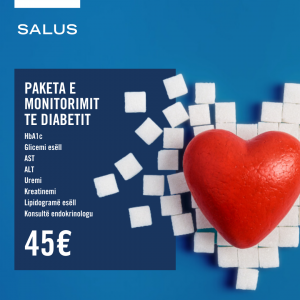 SALUS
PAKETA E
MONITORIMIT
TE DIABETIT
HbA1c
Glicemi esëll
AST
ALT
Uremi
Kreatinemi
Lipidogramë esëll
Konsultë endokrinologu
45€